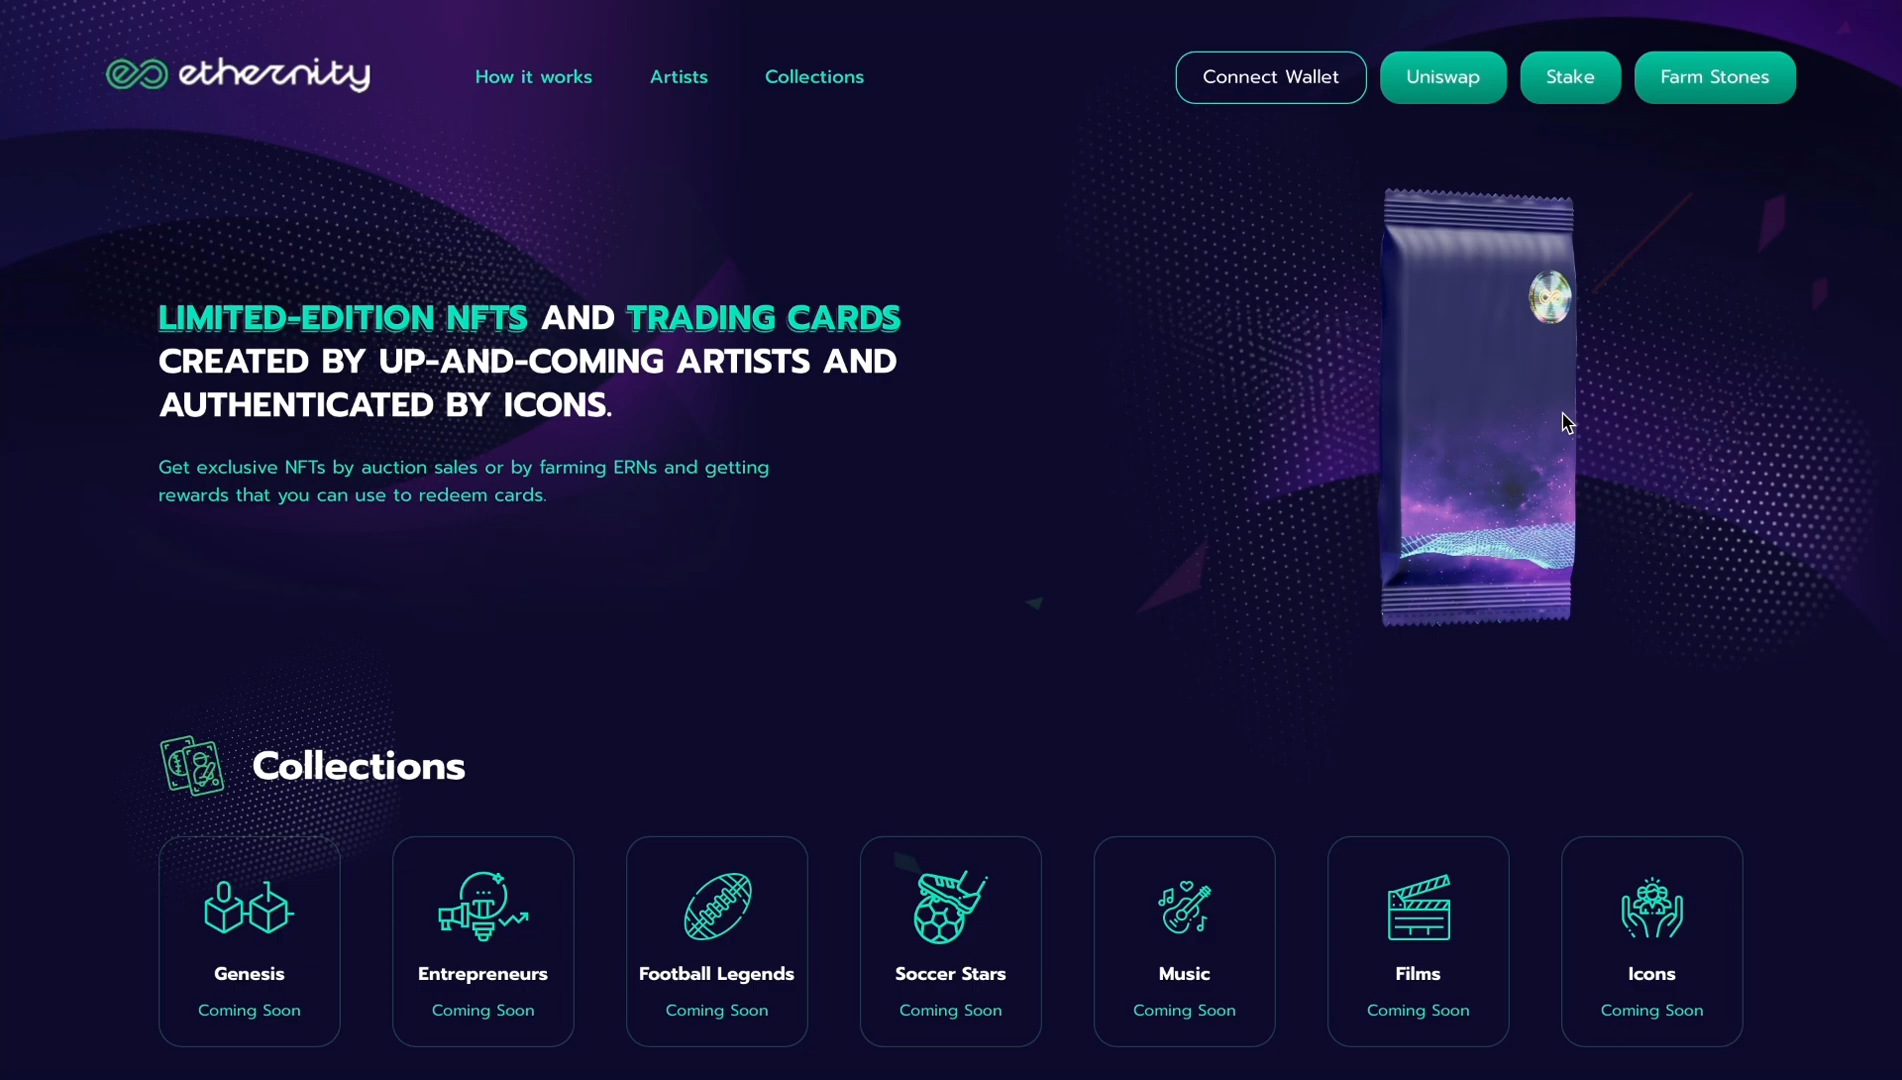 ethernity
How it works
Artists
Collections
Connect Wallet
Uniswap
Stake
Farm Stones
LIMITED-EDITION NFTS AND TRADING CARDS
CREATED BY UP-AND-COMING ARTISTS AND
AUTHENTICATED BY ICONS.
Get exclusive NFTs by auction sales or by farming ERNs and getting
rewards that you can use to redeem cards.
Collections
Genesis
Coming Soon
Entrepreneurs
Coming Soon
Football Legends
Coming Soon
Soccer Stars
Coming Soon
Music
Coming Soon
Films
Coming Soon
Icons
Coming Soon